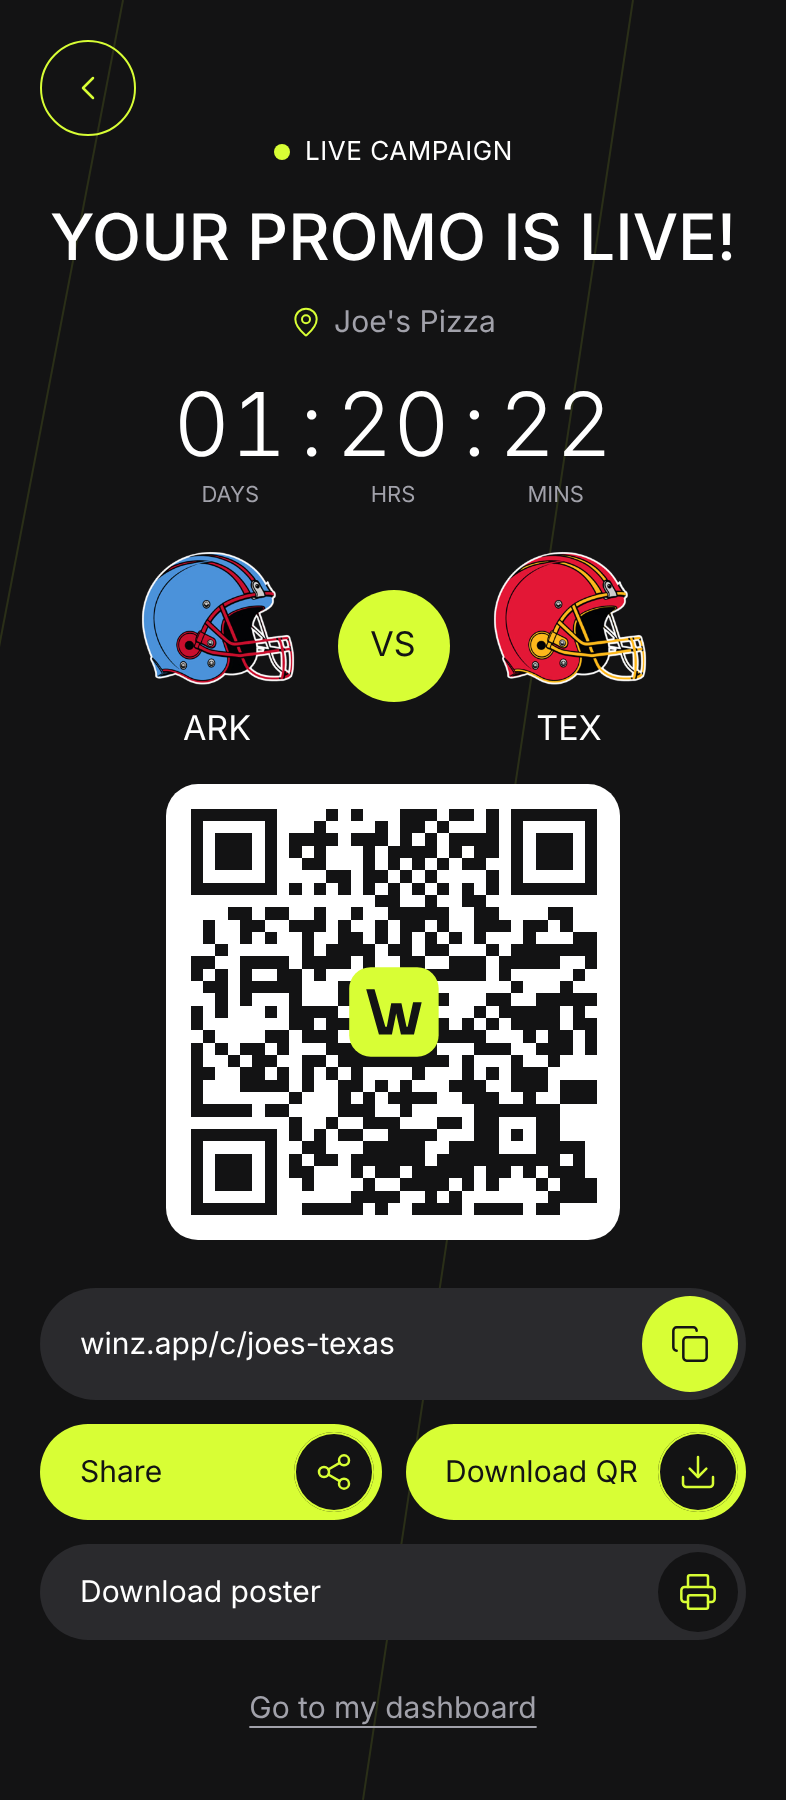 LIVE CAMPAIGN
YOUR PROMO IS LIVE!
Joe's Pizza
01 : 20 : 22
DAYS HRS MINS
VS
ARK TEX
W
winz.app/c/joes-texas
Share Download QR
Download poster
Go to my dashboard